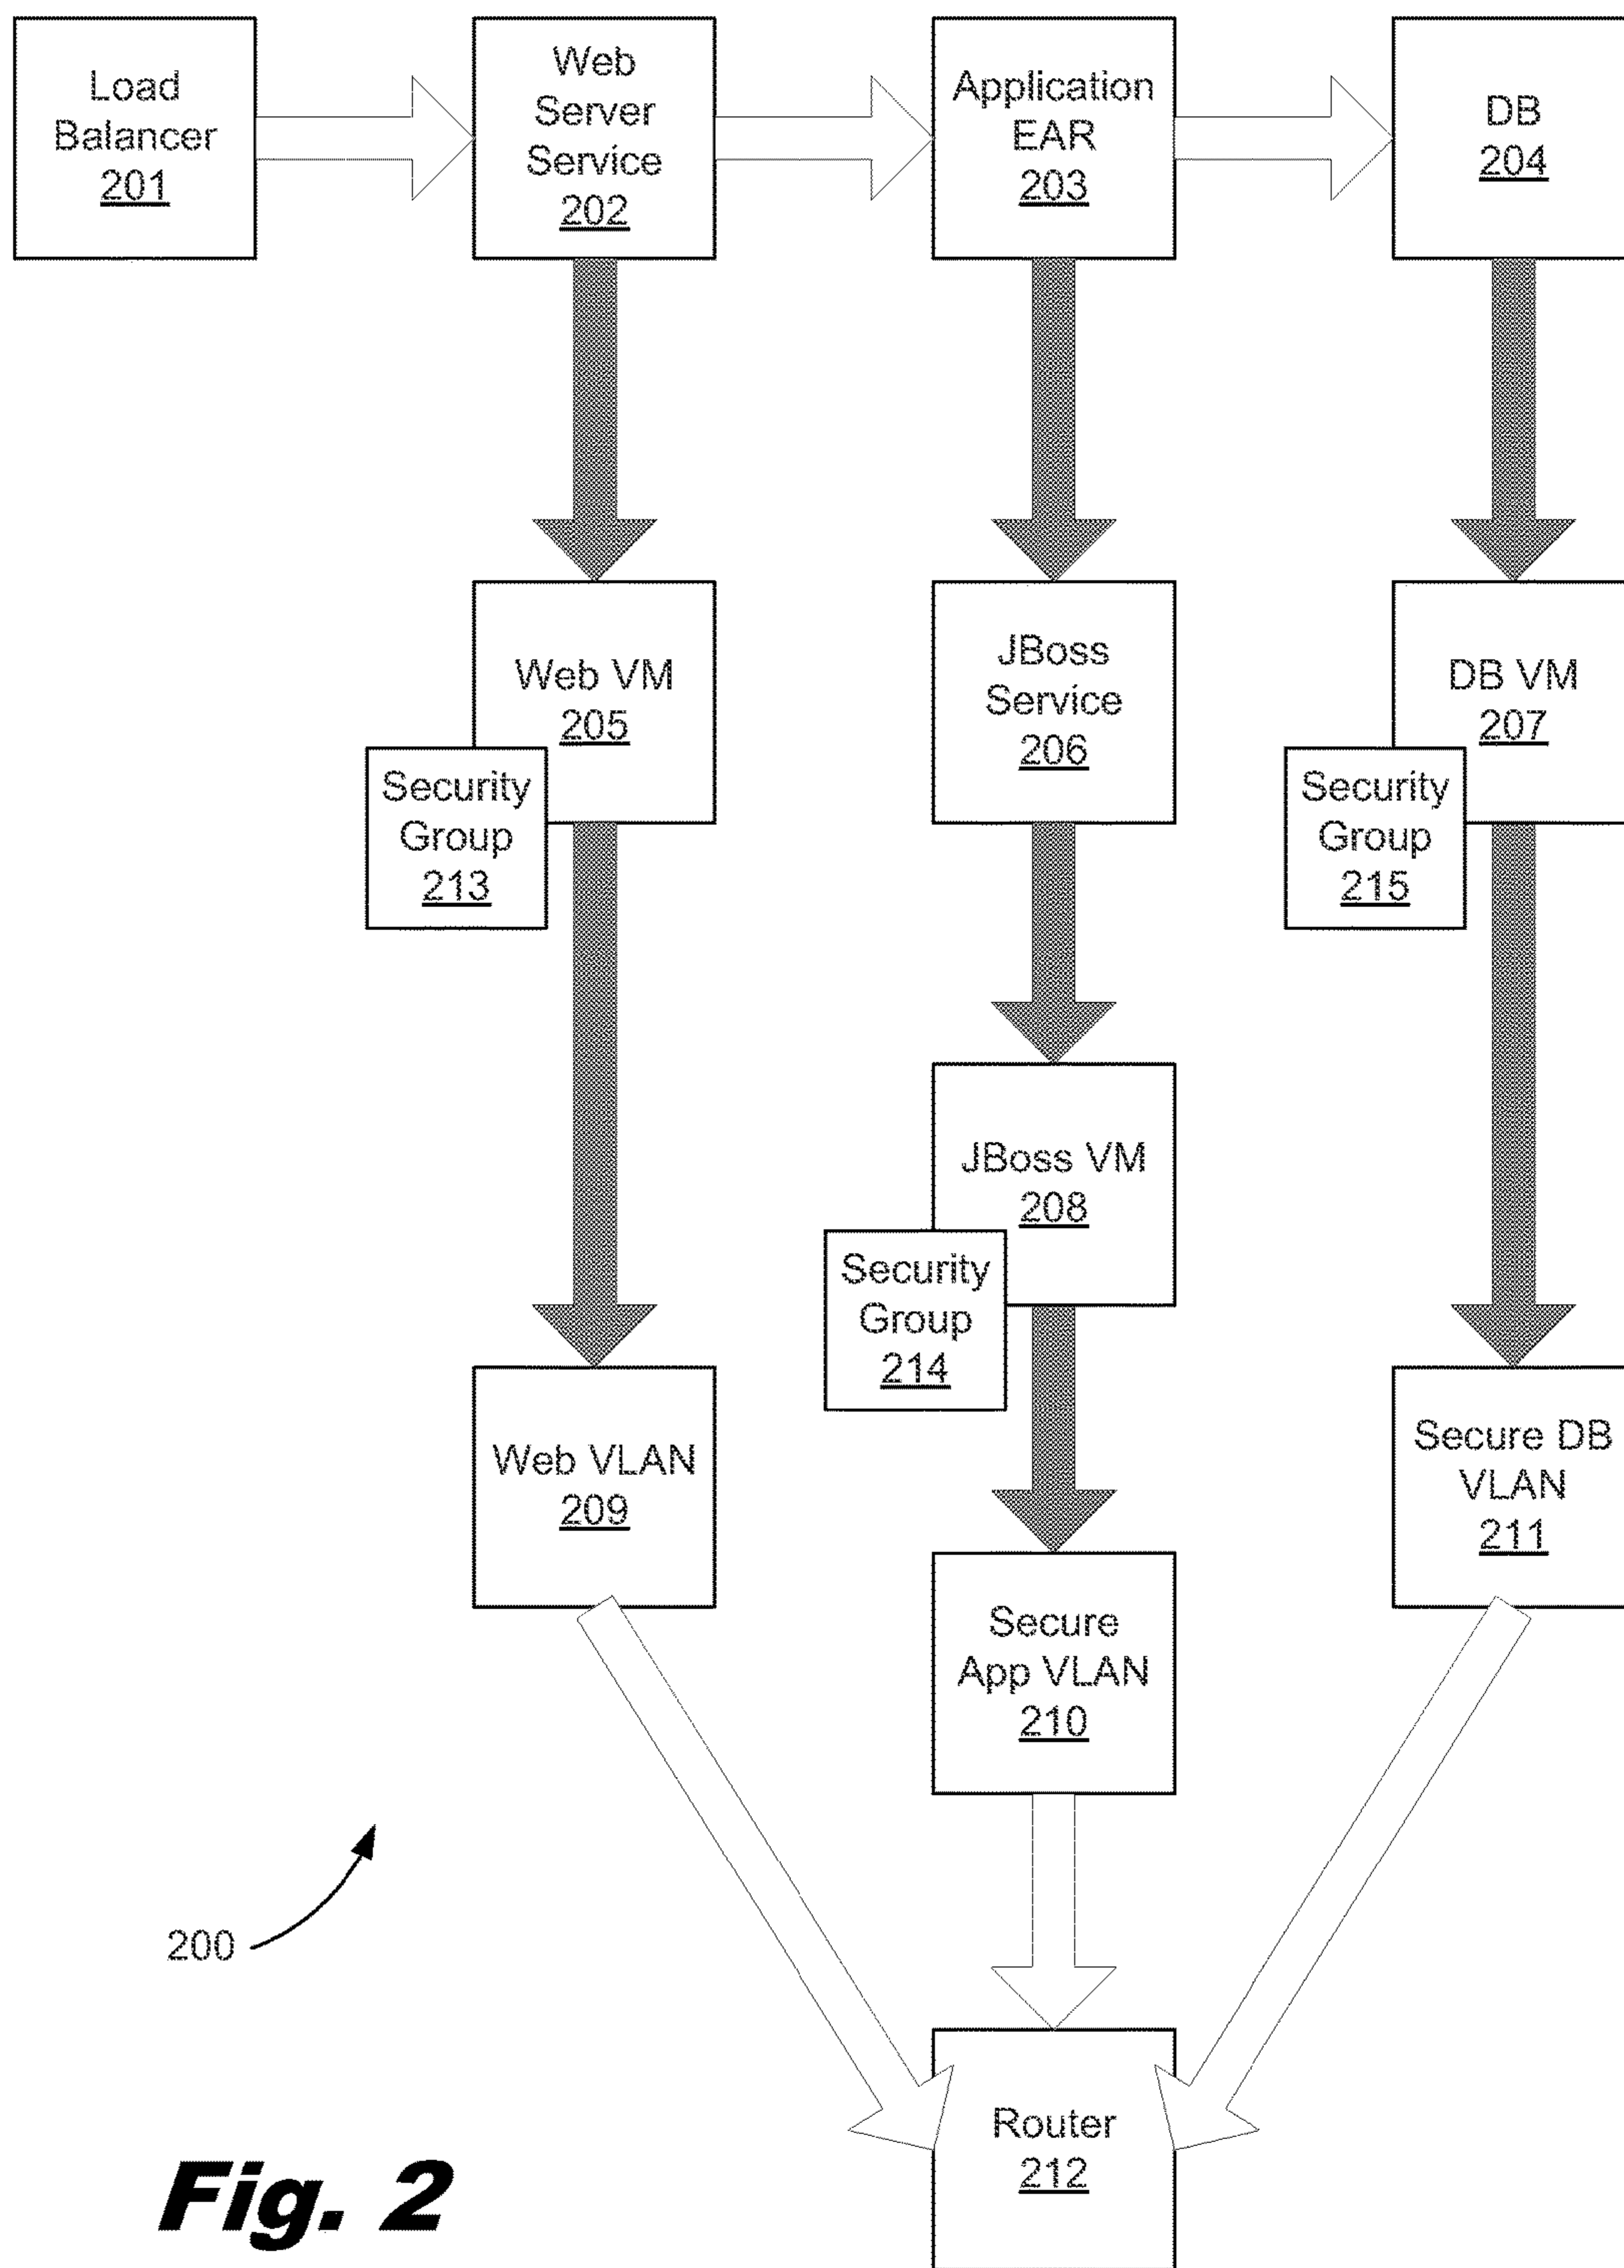 Load
Balancer
201
Web
Server
Service
202
Application
EAR
203
DB
204
Web VM
205
Security
Group
213
JBoss
Service
206
DB VM
207
Security
Group
215
JBoss VM
208
Security
Group
214
Web VLAN
209
Secure
App VLAN
210
Secure DB
VLAN
211
200
Router
212
Fig. 2